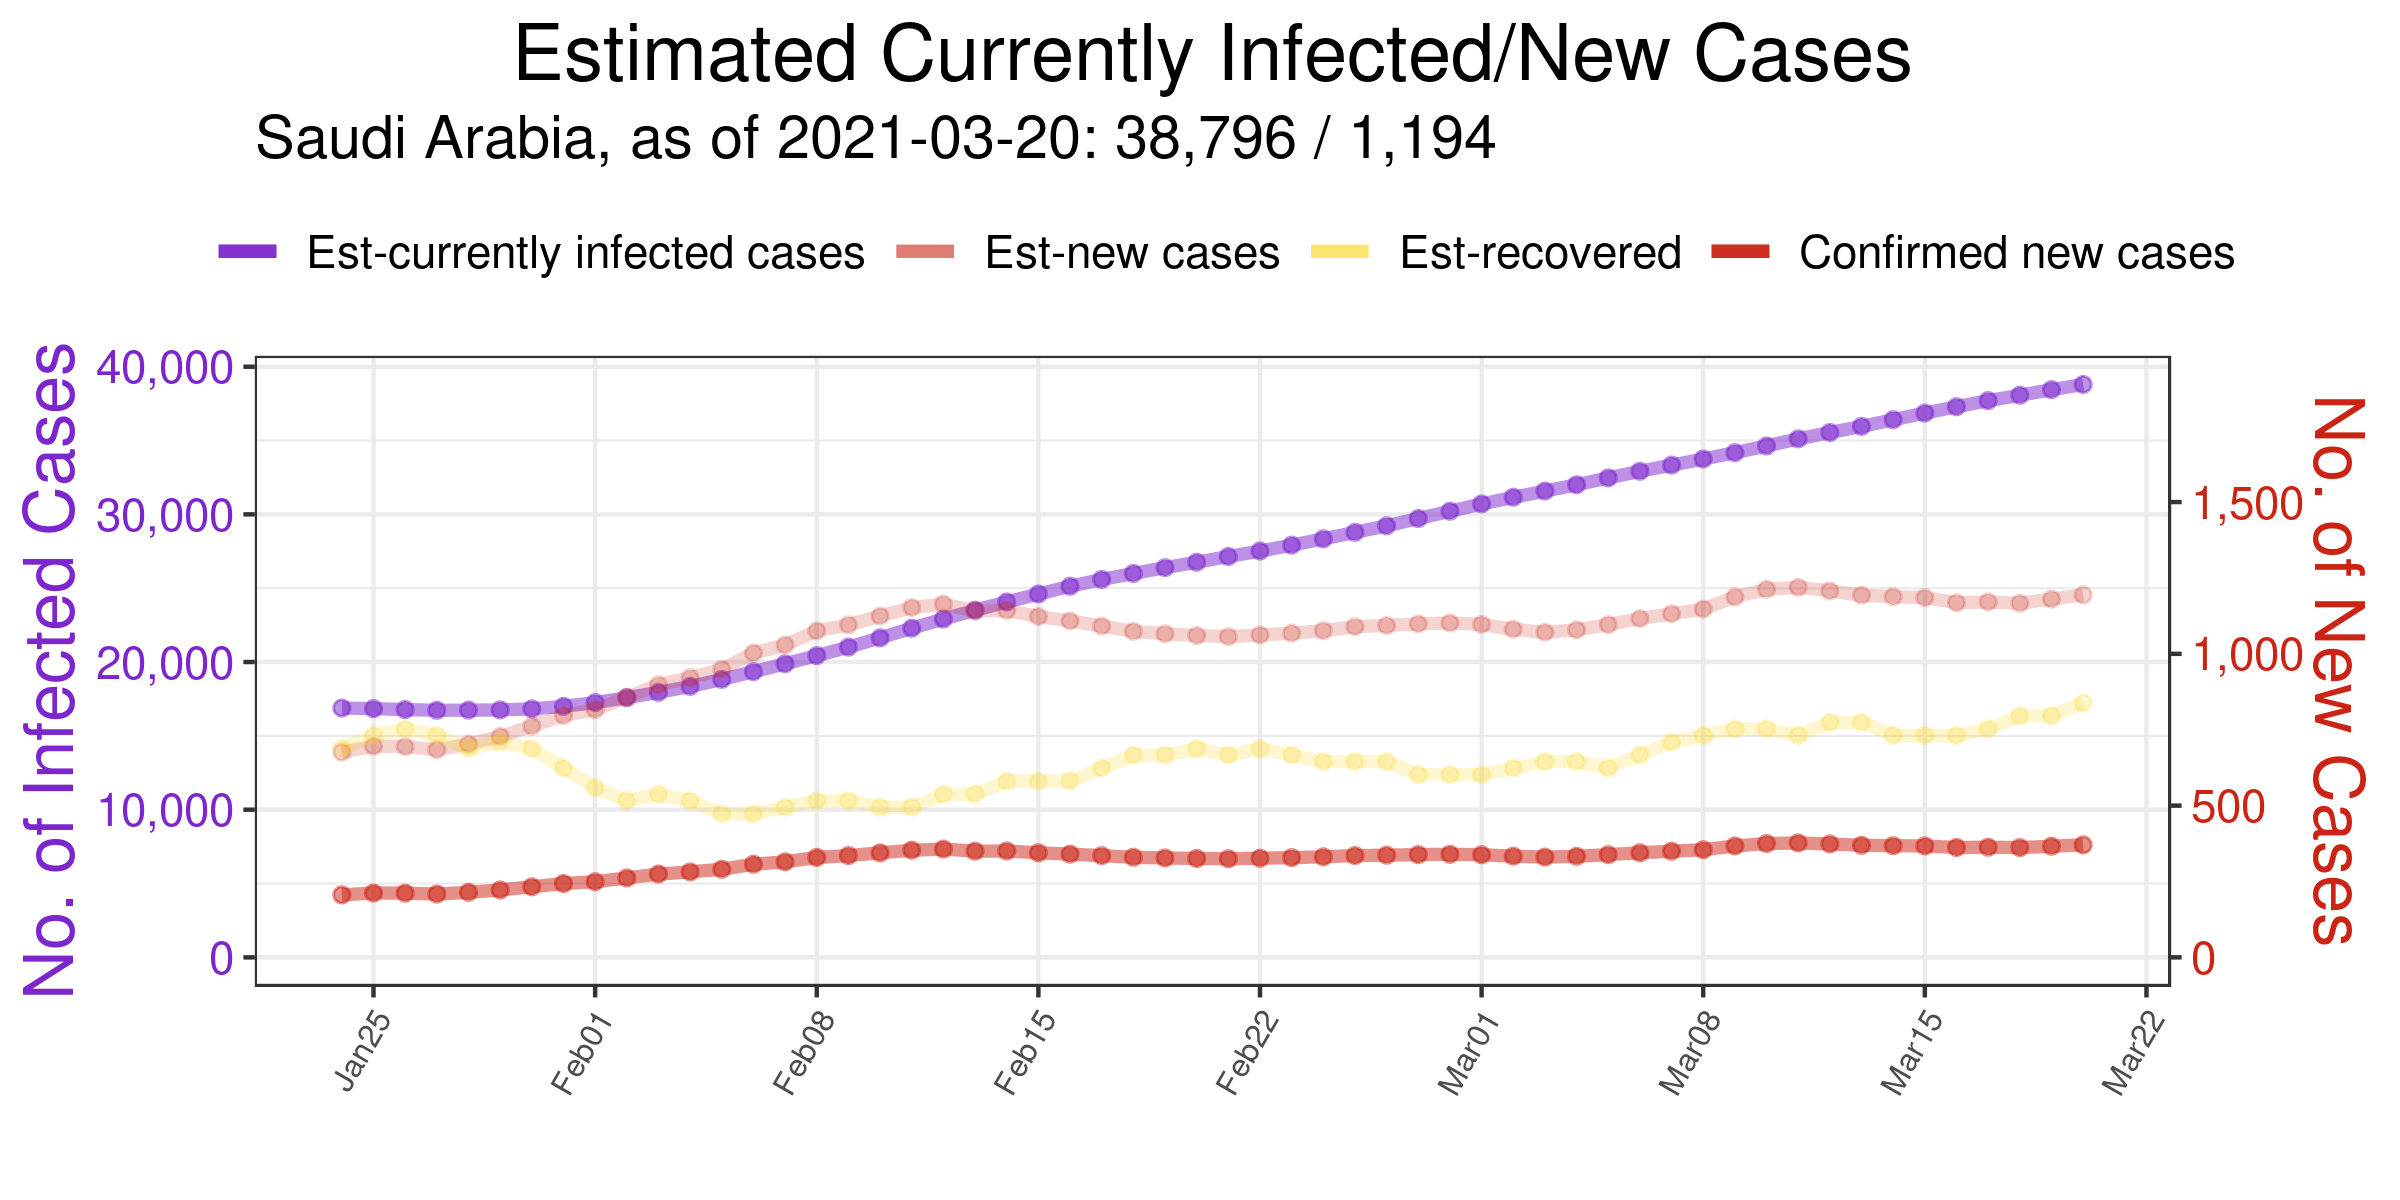 Estimated Currently Infected/New Cases
Saudi Arabia, as of 2021-03-20: 38,796 / 1,194
Est-currently infected cases Est-new cases Est-recovered Confirmed new cases
No. of Infected Cases
40,000
30,000
20,000
10,000
0
1,500
1,000
500
0
No. of New Cases
Jan25 Feb01 Feb08 Feb15 Feb22 Mar01 Mar08 Mar15 Mar22